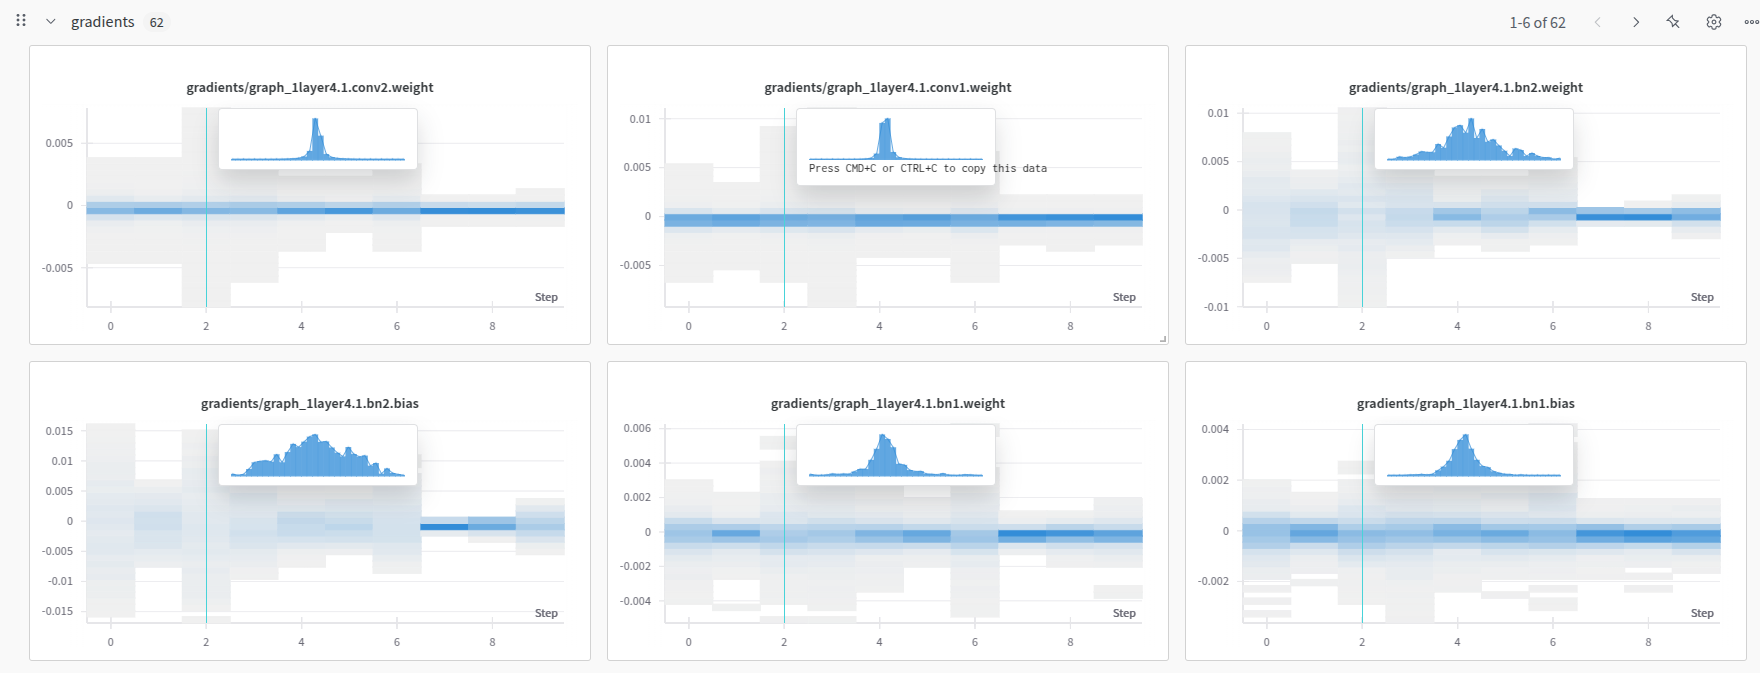 gradients 62
1-6 of 62
gradients/graph_1layer4.1.conv2.weight
0.005
0
-0.005
Step
0 2 4 6 8
gradients/graph_1layer4.1.conv1.weight
0.01
0.005
Press CMD+C or CTRL+C to copy this data
0
-0.005
Step
0 2 4 6 8
gradients/graph_1layer4.1.bn2.weight
0.01
0.005
0
-0.005
-0.01
Step
0 2 4 6 8
gradients/graph_1layer4.1.bn2.bias
0.015
0.01
0.005
0
-0.005
-0.01
-0.015
Step
0 2 4 6 8
gradients/graph_1layer4.1.bn1.weight
0.006
0.004
0.002
0
-0.002
-0.004
Step
0 2 4 6 8
gradients/graph_1layer4.1.bn1.bias
0.004
0.002
0
-0.002
Step
0 2 4 6 8